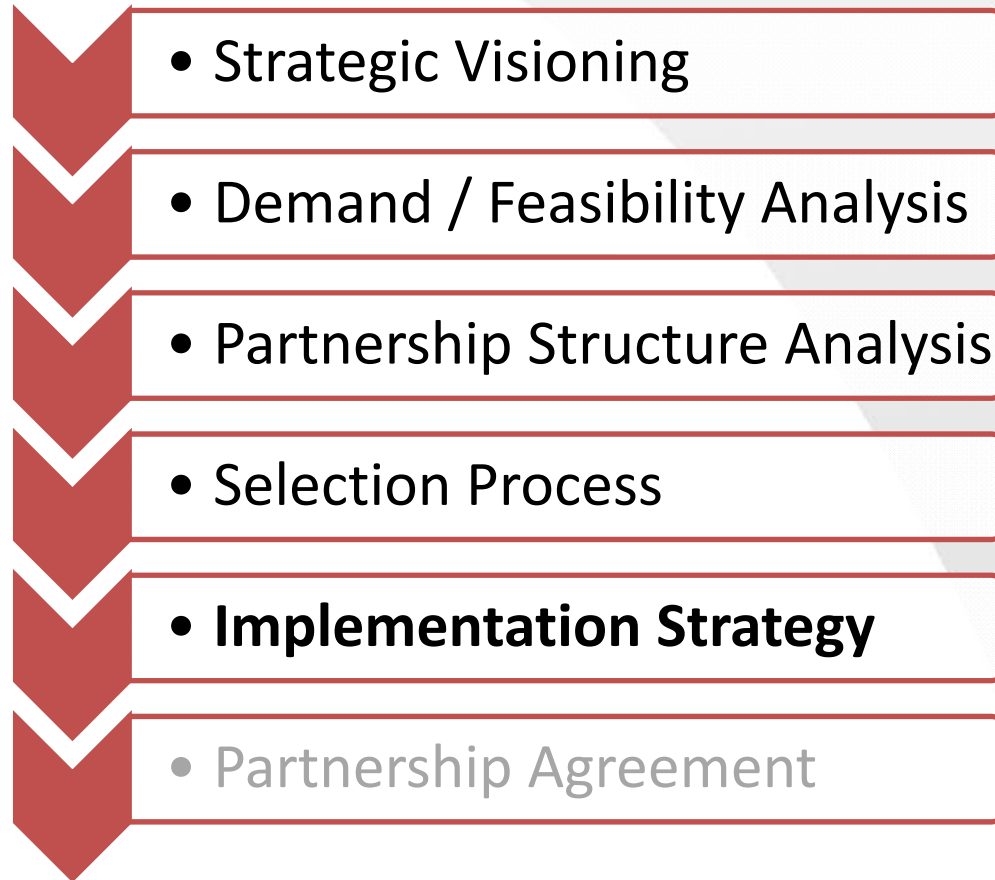 • Strategic Visioning
• Demand / Feasibility Analysis
• Partnership Structure Analysis
• Selection Process
• Implementation Strategy
• Partnership Agreement